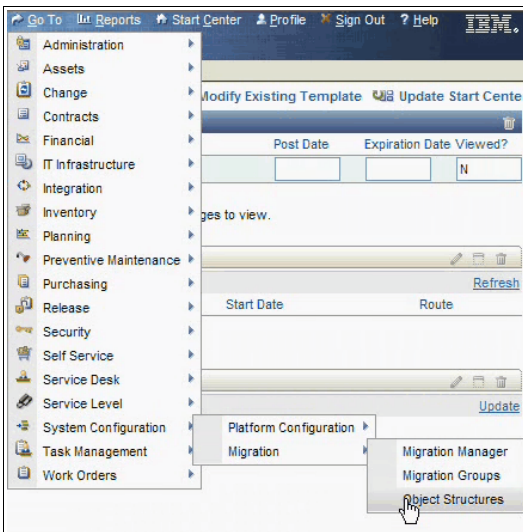 Go To Reports Start Center Profile Sign Out ? Help IBM.
Administration
Assets
Change
Modify Existing Template Update Start Cente
Contracts
Financial
Post Date Expiration Date Viewed?
IT Infrastructure
N
Integration
Inventory
ges to view.
Planning
Preventive Maintenance
Purchasing
Refresh
Release
Start Date Route
Security
Self Service
Service Desk
Service Level
Update
System Configuration
Platform Configuration
Task Management
Migration
Migration Manager
Work Orders
Migration Groups
Object Structures